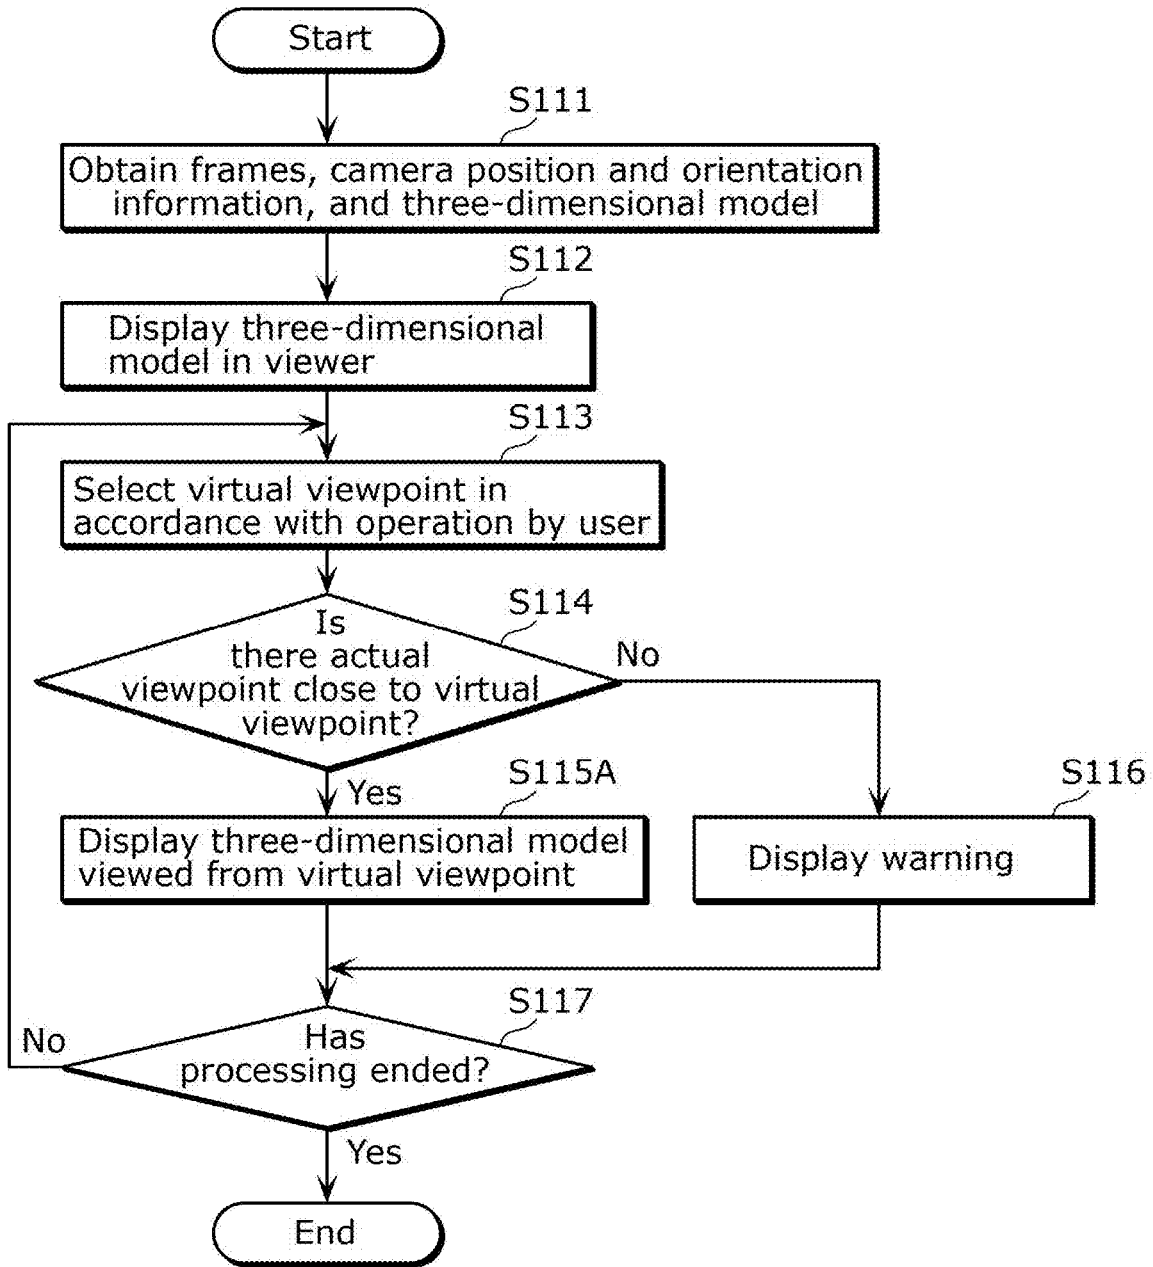 Start
S111
Obtain frames, camera position and orientation
information, and three-dimensional model
S112
Display three-dimensional
model in viewer
S113
Select virtual viewpoint in
accordance with operation by user
S114
Is
there actual
viewpoint close to virtual
viewpoint?
No
Yes
S115A
Display three-dimensional model
viewed from virtual viewpoint
S116
Display warning
S117
Has
processing ended?
No
Yes
End